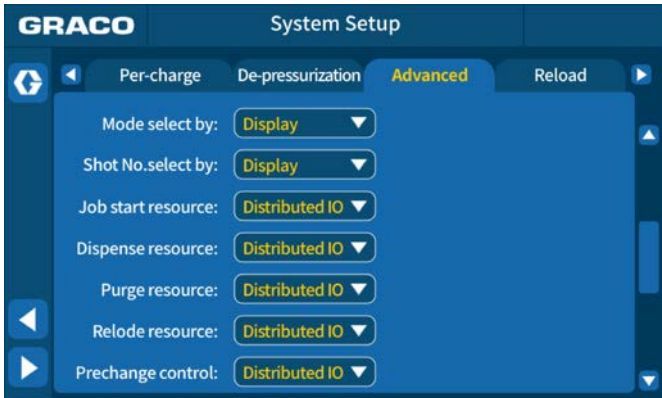 GRACO System Setup
Per-charge De-pressurization Advanced Reload
Mode select by: Display
Shot No.select by: Display
Job start resource: Distributed IO
Dispense resource: Distributed IO
Purge resource: Distributed IO
Relode resource: Distributed IO
Prechange control: Distributed IO